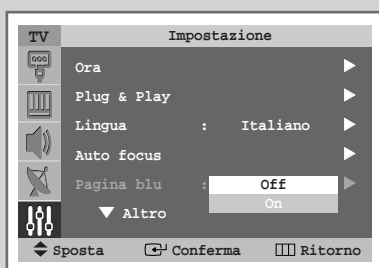 TV Impostazione
Ora
Plug & Play
Lingua : Italiano
Auto focus
Pagina blu : Off
On
Altro
Sposta Conferma Ritorno